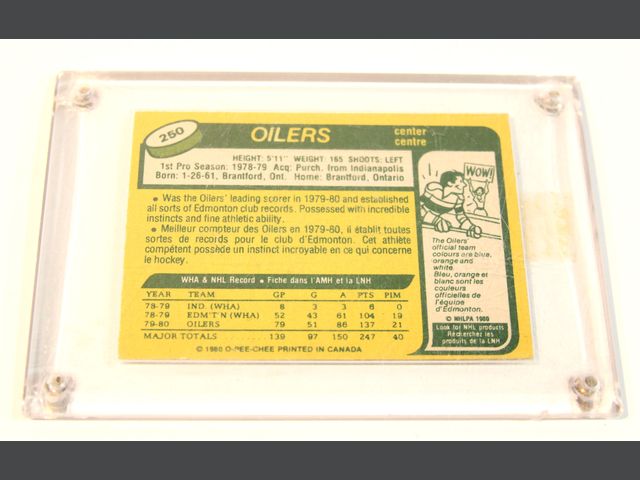 250
OILERS
center
centre
HEIGHT: 5'11" WEIGHT: 165 SHOOTS: LEFT
1st Pro Season: 1978-79 Acq: Purch. from Indianapolis
Born: 1-26-61, Brantford, Ont. Home: Brantford, Ontario
• Was the Oilers' leading scorer in 1979-80 and established
all sorts of Edmonton club records. Possessed with incredible
instincts and fine athletic ability.
• Meilleur compteur des Oilers en 1979-80, il établit toutes
sortes de records pour le club d'Edmonton. Cet athlète
compétent possède un instinct incroyable en ce qui concerne
le hockey.
WOW!
The Oilers'
official team
colours are blue,
orange and
white.
Bleu, orange et
blanc sont les
couleurs
officielles de
l'équipe
d'Edmonton.
© NHLPA 1980
Look for NHL products
Recherchez les
produits de la LNH
WHA & NHL Record • Fiche dans l'AMH et la LNH
YEAR TEAM GP G A PTS PIM
78-79 IND. (WHA) 8 3 3 6 0
78-79 EDM'T'N (WHA) 52 43 61 104 19
79-80 OILERS 79 51 86 137 21
MAJOR TOTALS 139 97 150 247 40
© 1980 O-PEE-CHEE PRINTED IN CANADA